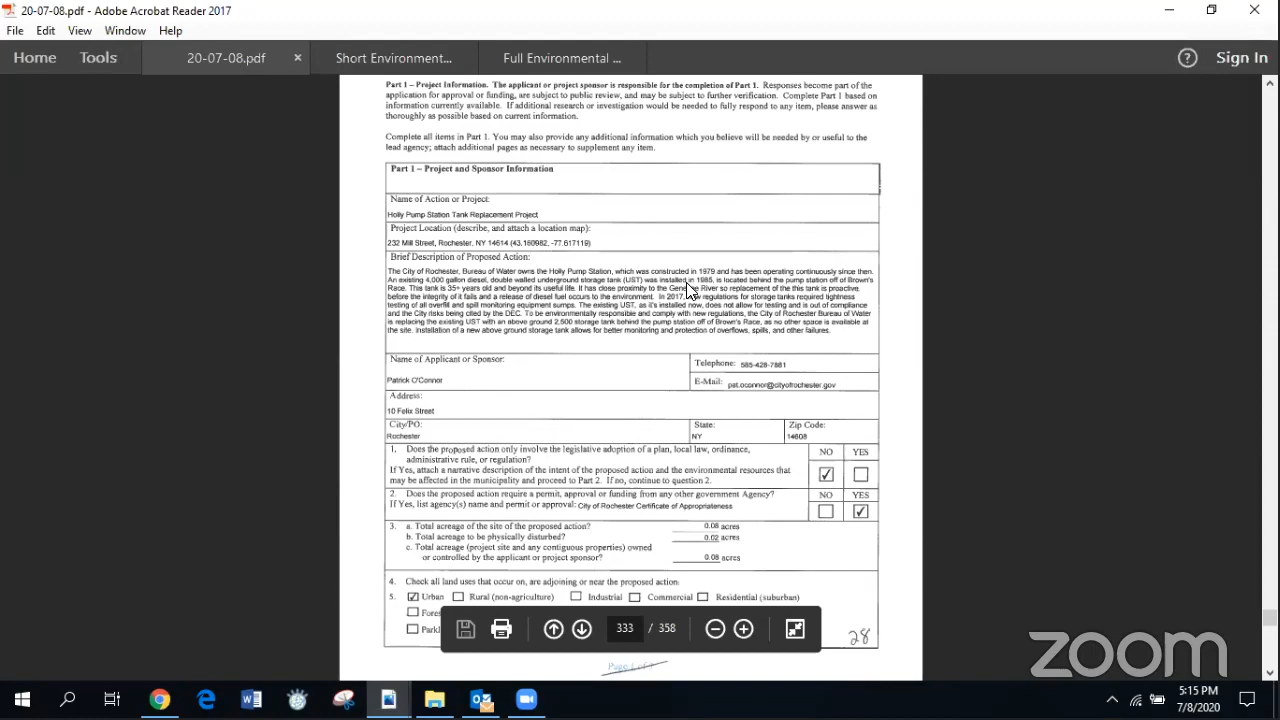 20-07-08.pdf - Adobe Acrobat Reader 2017
File Edit View Window Help
Home Tools 20-07-08.pdf × Short Environment... Full Environmental ... ? Sign In
Part 1 – Project Information. The applicant or project sponsor is responsible for the completion of Part 1. Responses become part of the
application for approval or funding, are subject to public review, and may be subject to further verification. Complete Part 1 based on
information currently available. If additional research or investigation would be needed to fully respond to any item, please answer as
thoroughly as possible based on current information.
Complete all items in Part 1. You may also provide any additional information which you believe will be needed by or useful to the
lead agency; attach additional pages as necessary to supplement any item.
Part 1 – Project and Sponsor Information
Name of Action or Project:
Holly Pump Station Tank Replacement Project
Project Location (describe, and attach a location map):
232 Mill Street, Rochester, NY 14614 (43.160982, -77.617119)
Brief Description of Proposed Action:
The City of Rochester, Bureau of Water owns the Holly Pump Station, which was constructed in 1979 and has been operating continuously since then.
An existing 4,000 gallon diesel, double walled underground storage tank (UST) was installed in 1985, is located behind the pump station off of Brown's
Race. This tank is 35+ years old and beyond its useful life. It has close proximity to the Genesee River so replacement of the this tank is proactive,
before the integrity of it fails and a release of diesel fuel occurs to the environment. In 2017, new regulations for storage tanks required tightness
testing of all overfill and spill monitoring equipment sumps. The existing UST, as it's installed now, does not allow for testing and is out of compliance
and the City risks being cited by the DEC. To be environmentally responsible and comply with new regulations, the City of Rochester Bureau of Water
is replacing the existing UST with an above ground 2,500 storage tank behind the pump station off of Brown's Race, as no other space is available at
the site. Installation of a new above ground storage tank allows for better monitoring and protection of overflows, spills, and other failures.
Name of Applicant or Sponsor:
Telephone: 585-428-7881
Patrick O'Connor
E-Mail: pat.oconnor@cityofrochester.gov
Address:
10 Felix Street
City/PO: State: Zip Code:
Rochester NY 14608
1. Does the proposed action only involve the legislative adoption of a plan, local law, ordinance,
administrative rule, or regulation?
NO YES
If Yes, attach a narrative description of the intent of the proposed action and the environmental resources that
may be affected in the municipality and proceed to Part 2. If no, continue to question 2.
2. Does the proposed action require a permit, approval or funding from any other government Agency?
NO YES
If Yes, list agency(s) name and permit or approval: City of Rochester Certificate of Appropriateness
3. a. Total acreage of the site of the proposed action? 0.08 acres
b. Total acreage to be physically disturbed? 0.02 acres
c. Total acreage (project site and any contiguous properties) owned
or controlled by the applicant or project sponsor? 0.08 acres
4. Check all land uses that occur on, are adjoining or near the proposed action:
5. Urban Rural (non-agriculture) Industrial Commercial Residential (suburban)
Fores
Parkl
333 / 358
28
Page 1 of
zoom
5:15 PM
7/8/2020